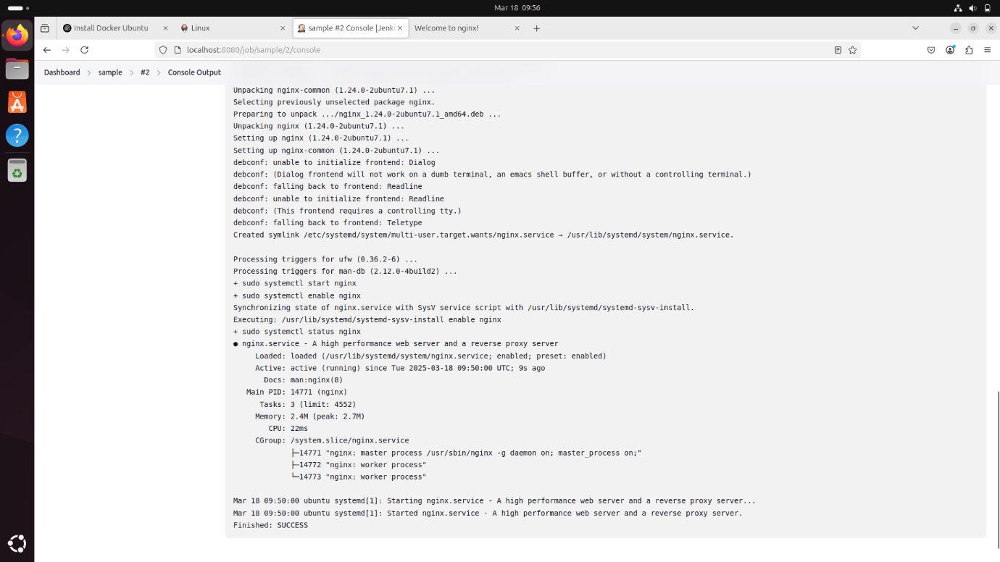 Mar 18 09:56
Install Docker Ubuntu
Linux
sample #2 Console [Jenki
Welcome to nginx!
localhost:8080/job/sample/2/console
Dashboard > sample > #2 > Console Output
Unpacking nginx-common (1.24.0-2ubuntu7.1) ...
Selecting previously unselected package nginx.
Preparing to unpack .../nginx_1.24.0-2ubuntu7.1_amd64.deb ...
Unpacking nginx (1.24.0-2ubuntu7.1) ...
Setting up nginx (1.24.0-2ubuntu7.1) ...
Setting up nginx-common (1.24.0-2ubuntu7.1) ...
debconf: unable to initialize frontend: Dialog
debconf: (Dialog frontend will not work on a dumb terminal, an emacs shell buffer, or without a controlling terminal.)
debconf: falling back to frontend: Readline
debconf: unable to initialize frontend: Readline
debconf: (This frontend requires a controlling tty.)
debconf: falling back to frontend: Teletype
Created symlink /etc/systemd/system/multi-user.target.wants/nginx.service → /usr/lib/systemd/system/nginx.service.
Processing triggers for ufw (0.36.2-6) ...
Processing triggers for man-db (2.12.0-4build2) ...
+ sudo systemctl start nginx
+ sudo systemctl enable nginx
Synchronizing state of nginx.service with SysV service script with /usr/lib/systemd/systemd-sysv-install.
Executing: /usr/lib/systemd/systemd-sysv-install enable nginx
+ sudo systemctl status nginx
● nginx.service - A high performance web server and a reverse proxy server
Loaded: loaded (/usr/lib/systemd/system/nginx.service; enabled; preset: enabled)
Active: active (running) since Tue 2025-03-18 09:50:00 UTC; 9s ago
Docs: man:nginx(8)
Main PID: 14771 (nginx)
Tasks: 3 (limit: 4552)
Memory: 2.4M (peak: 2.7M)
CPU: 22ms
CGroup: /system.slice/nginx.service
├─14771 "nginx: master process /usr/sbin/nginx -g daemon on; master_process on;"
├─14772 "nginx: worker process"
└─14773 "nginx: worker process"
Mar 18 09:50:00 ubuntu systemd[1]: Starting nginx.service - A high performance web server and a reverse proxy server...
Mar 18 09:50:00 ubuntu systemd[1]: Started nginx.service - A high performance web server and a reverse proxy server.
Finished: SUCCESS